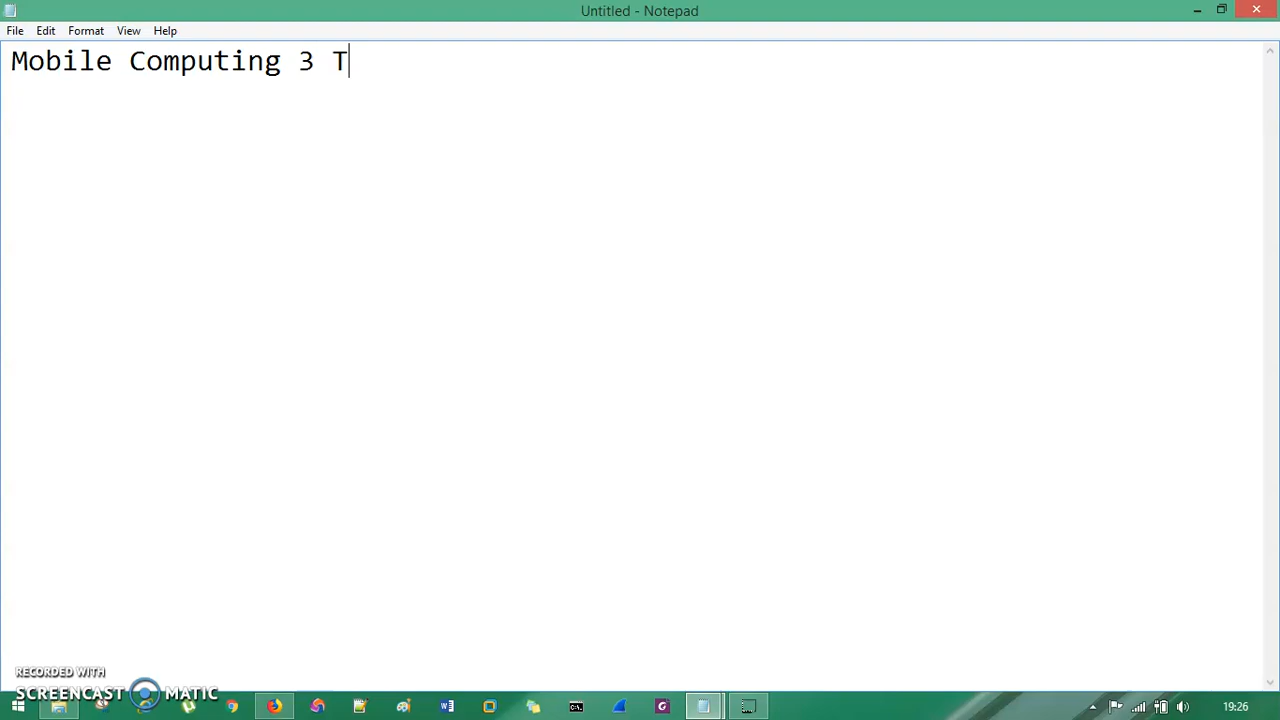 Untitled - Notepad
File Edit Format View Help
Mobile Computing 3 T
RECORDED WITH
SCREENCAST MATIC
19:26